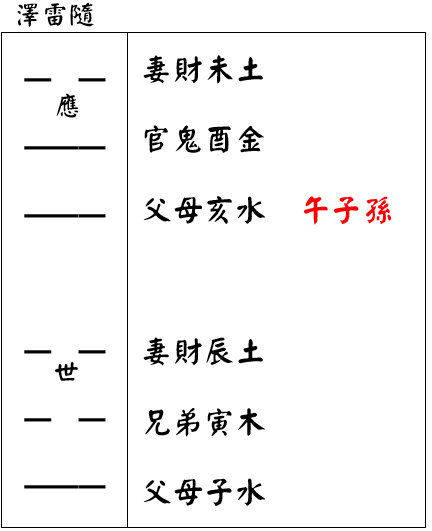 澤雷隨
妻財未土
應
官鬼酉金
父母亥水 午子孫
妻財辰土
世
兄弟寅木
父母子水